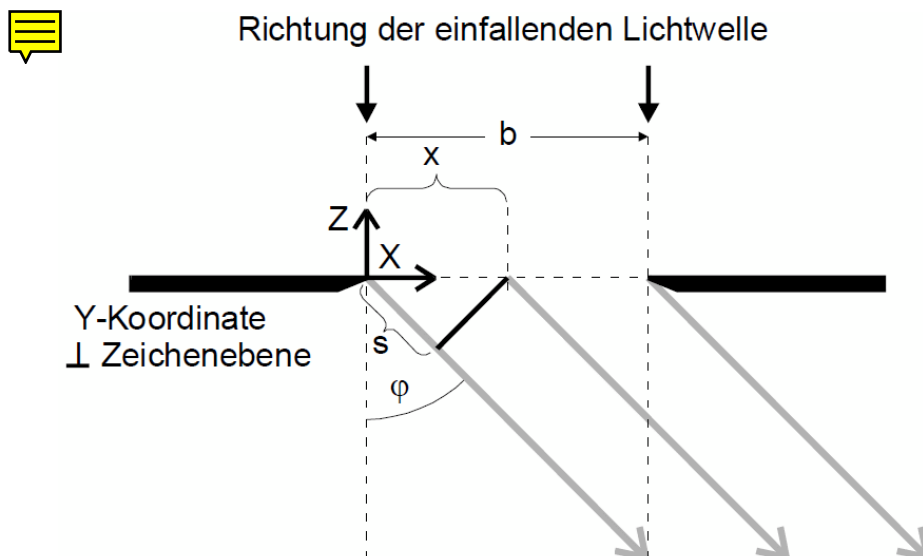 Richtung der einfallenden Lichtwelle
b
x
Z
X
Y-Koordinate
⊥ Zeichenebene
s
φ